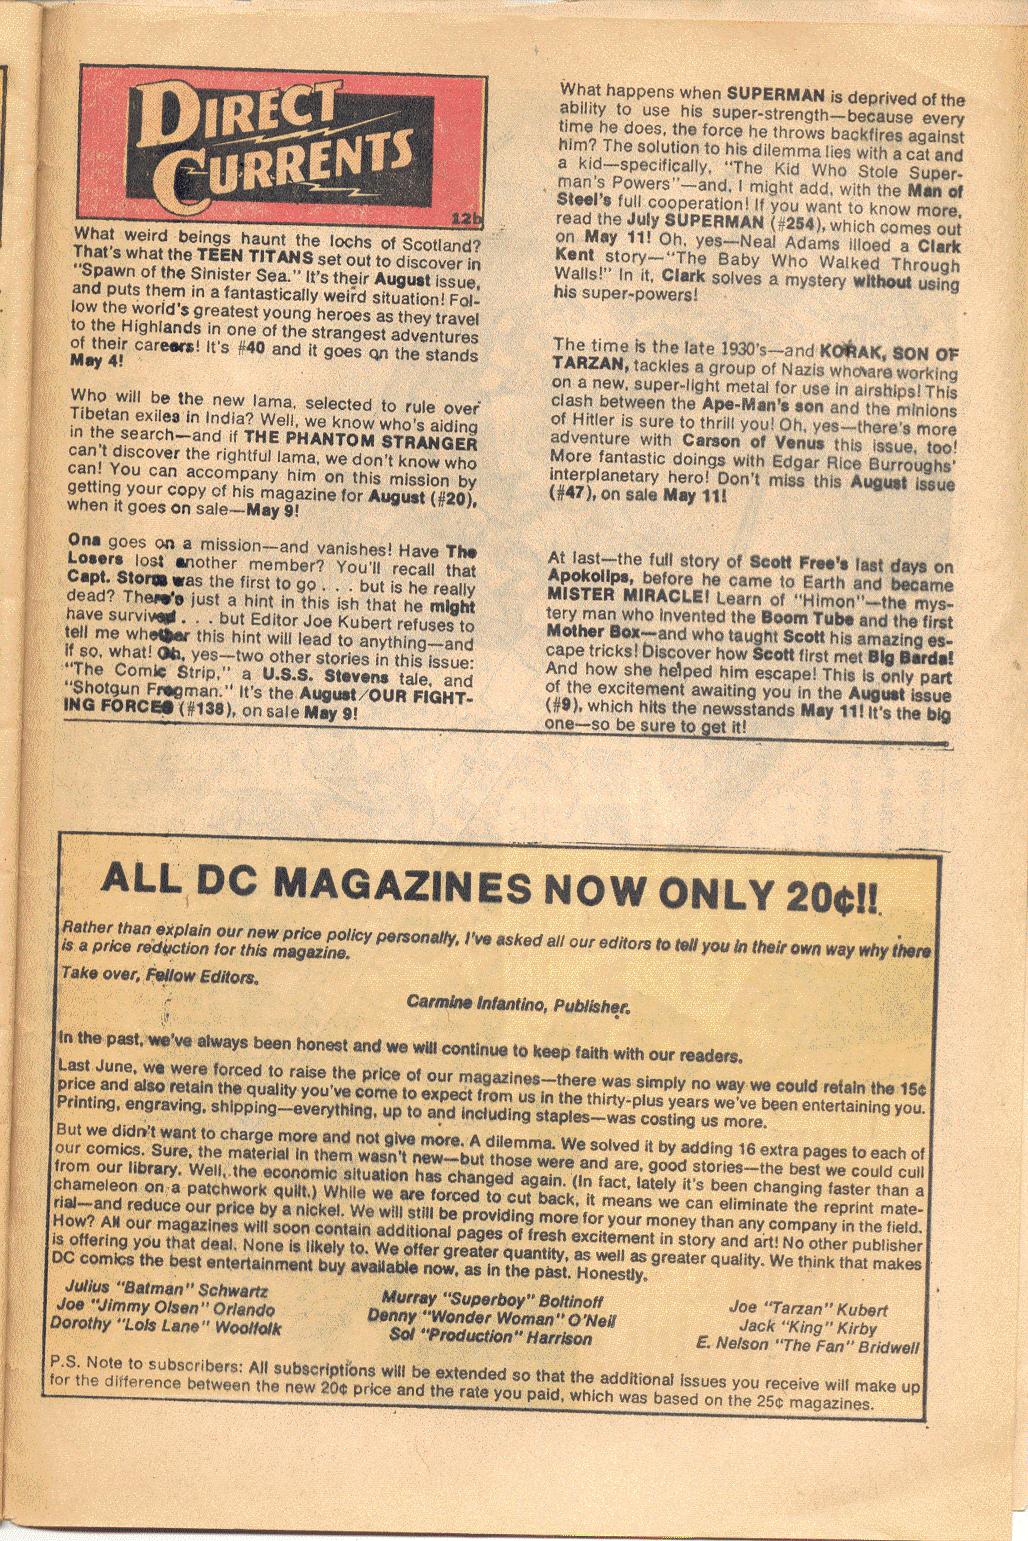 DIRECT
CURRENTS
12b
What weird beings haunt the lochs of Scotland?
That's what the TEEN TITANS set out to discover in
"Spawn of the Sinister Sea." It's their August issue,
and puts them in a fantastically weird situation! Fol-
low the world's greatest young heroes as they travel
to the Highlands in one of the strangest adventures
of their careers! It's #40 and it goes on the stands
May 4!
Who will be the new lama, selected to rule over
Tibetan exiles in India? Well, we know who's aiding
in the search—and if THE PHANTOM STRANGER
can't discover the rightful lama, we don't know who
can! You can accompany him on this mission by
getting your copy of his magazine for August (#20),
when it goes on sale—May 9!
Ona goes on a mission—and vanishes! Have The
Losers lost another member? You'll recall that
Capt. Storm was the first to go . . . but is he really
dead? There's just a hint in this ish that he might
have survived . . . but Editor Joe Kubert refuses to
tell me whether this hint will lead to anything—and
if so, what! Oh, yes—two other stories in this issue:
"The Comic Strip," a U.S.S. Stevens tale, and
"Shotgun Frogman." It's the August/OUR FIGHT-
ING FORCES (#138), on sale May 9!
What happens when SUPERMAN is deprived of the
ability to use his super-strength—because every
time he does, the force he throws backfires against
him? The solution to his dilemma lies with a cat and
a kid—specifically, "The Kid Who Stole Super-
man's Powers"—and, I might add, with the Man of
Steel's full cooperation! If you want to know more,
read the July SUPERMAN (#254), which comes out
on May 11! Oh, yes—Neal Adams illoed a Clark
Kent story—"The Baby Who Walked Through
Walls!" In it, Clark solves a mystery without using
his super-powers!
The time is the late 1930's—and KORAK, SON OF
TARZAN, tackles a group of Nazis who are working
on a new, super-light metal for use in airships! This
clash between the Ape-Man's son and the minions
of Hitler is sure to thrill you! Oh, yes—there's more
adventure with Carson of Venus this issue, too!
More fantastic doings with Edgar Rice Burroughs'
interplanetary hero! Don't miss this August issue
(#47), on sale May 11!
At last—the full story of Scott Free's last days on
Apokolips, before he came to Earth and became
MISTER MIRACLE! Learn of "Himon"—the mys-
tery man who invented the Boom Tube and the first
Mother Box—and who taught Scott his amazing es-
cape tricks! Discover how Scott first met Big Barda!
And how she helped him escape! This is only part
of the excitement awaiting you in the August issue
(#9), which hits the newsstands May 11! It's the big
one—so be sure to get it!
ALL DC MAGAZINES NOW ONLY 20¢!!
Rather than explain our new price policy personally, I've asked all our editors to tell you in their own way why there
is a price reduction for this magazine.
Take over, Fellow Editors.
Carmine Infantino, Publisher.
In the past, we've always been honest and we will continue to keep faith with our readers.
Last June, we were forced to raise the price of our magazines—there was simply no way we could retain the 15¢
price and also retain the quality you've come to expect from us in the thirty-plus years we've been entertaining you.
Printing, engraving, shipping—everything, up to and including staples—was costing us more.
But we didn't want to charge more and not give more. A dilemma. We solved it by adding 16 extra pages to each of
our comics. Sure, the material in them wasn't new—but those were and are, good stories—the best we could cull
from our library. Well, the economic situation has changed again. (In fact, lately it's been changing faster than a
chameleon on a patchwork quilt.) While we are forced to cut back, it means we can eliminate the reprint mate-
rial—and reduce our price by a nickel. We will still be providing more for your money than any company in the field.
How? All our magazines will soon contain additional pages of fresh excitement in story and art! No other publisher
is offering you that deal. None is likely to. We offer greater quantity, as well as greater quality. We think that makes
DC comics the best entertainment buy available now, as in the past. Honestly.
Julius "Batman" Schwartz
Joe "Jimmy Olsen" Orlando
Dorothy "Lois Lane" Woolfolk
Murray "Superboy" Boltinoff
Denny "Wonder Woman" O'Neil
Sol "Production" Harrison
Joe "Tarzan" Kubert
Jack "King" Kirby
E. Nelson "The Fan" Bridwell
P.S. Note to subscribers: All subscriptions will be extended so that the additional issues you receive will make up
for the difference between the new 20¢ price and the rate you paid, which was based on the 25¢ magazines.